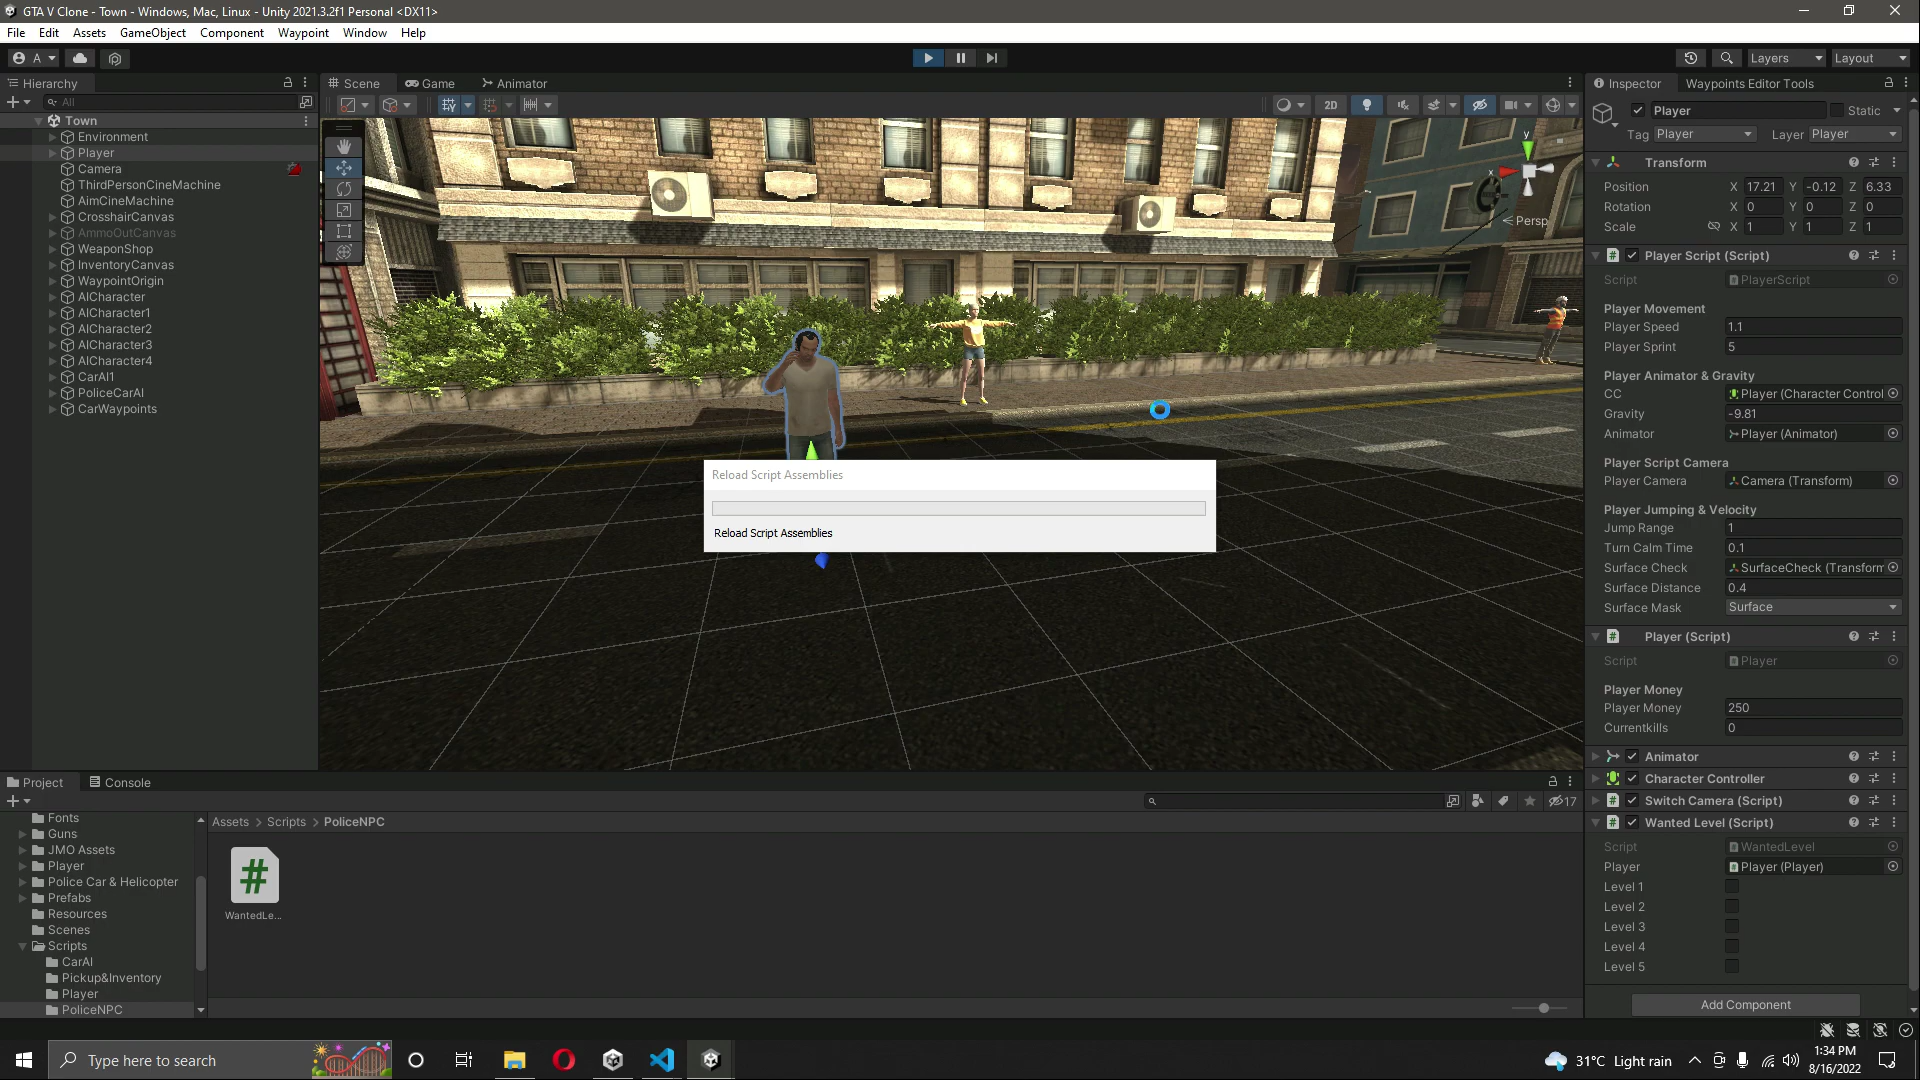 GTA V Clone - Town - Windows, Mac, Linux - Unity 2021.3.2f1 Personal <DX11>
File Edit Assets GameObject Component Waypoint Window Help
A Layers Layout
Hierarchy
All
Town
Environment
Player
Camera
ThirdPersonCineMachine
AimCineMachine
CrosshairCanvas
AmmoOutCanvas
WeaponShop
InventoryCanvas
WaypointOrigin
AICharacter
AICharacter1
AICharacter2
AICharacter3
AICharacter4
CarAI1
PoliceCarAI
CarWaypoints
Scene Game Animator
2D
y
x
Persp
Reload Script Assemblies
Reload Script Assemblies
Inspector Waypoints Editor Tools
Player Static
Tag Player Layer Player
Transform
Position X 17.21 Y -0.12 Z 6.33
Rotation X 0 Y 0 Z 0
Scale X 1 Y 1 Z 1
# Player Script (Script)
Script PlayerScript
Player Movement
Player Speed 1.1
Player Sprint 5
Player Animator & Gravity
CC Player (Character Control
Gravity -9.81
Animator Player (Animator)
Player Script Camera
Player Camera Camera (Transform)
Player Jumping & Velocity
Jump Range 1
Turn Calm Time 0.1
Surface Check SurfaceCheck (Transform
Surface Distance 0.4
Surface Mask Surface
# Player (Script)
Script Player
Player Money
Player Money 250
Currentkills 0
Animator
Character Controller
# Switch Camera (Script)
# Wanted Level (Script)
Script WantedLevel
Player Player (Player)
Level 1
Level 2
Level 3
Level 4
Level 5
Add Component
Project Console
17
Fonts
Guns
JMO Assets
Player
Police Car & Helicopter
Prefabs
Resources
Scenes
Scripts
CarAI
Pickup&Inventory
Player
PoliceNPC
Assets > Scripts > PoliceNPC
#
WantedLe...
Type here to search
31°C Light rain
1:34 PM
8/16/2022